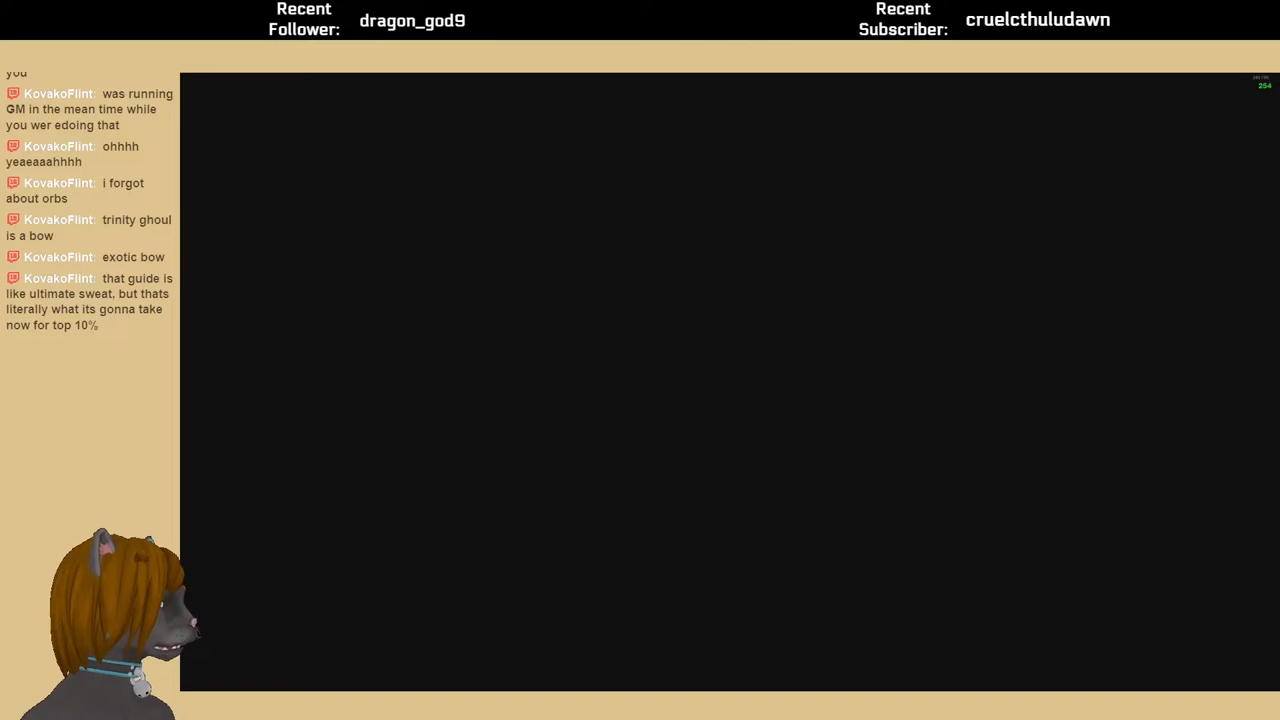 Recent
Follower:
dragon_god9
Recent
Subscriber:
cruelcthuludawn
you
KovakoFlint: was running
GM in the mean time while
you wer edoing that
KovakoFlint: ohhhh
yeaeaaahhhh
KovakoFlint: i forgot
about orbs
KovakoFlint: trinity ghoul
is a bow
KovakoFlint: exotic bow
KovakoFlint: that guide is
like ultimate sweat, but thats
literally what its gonna take
now for top 10%
254